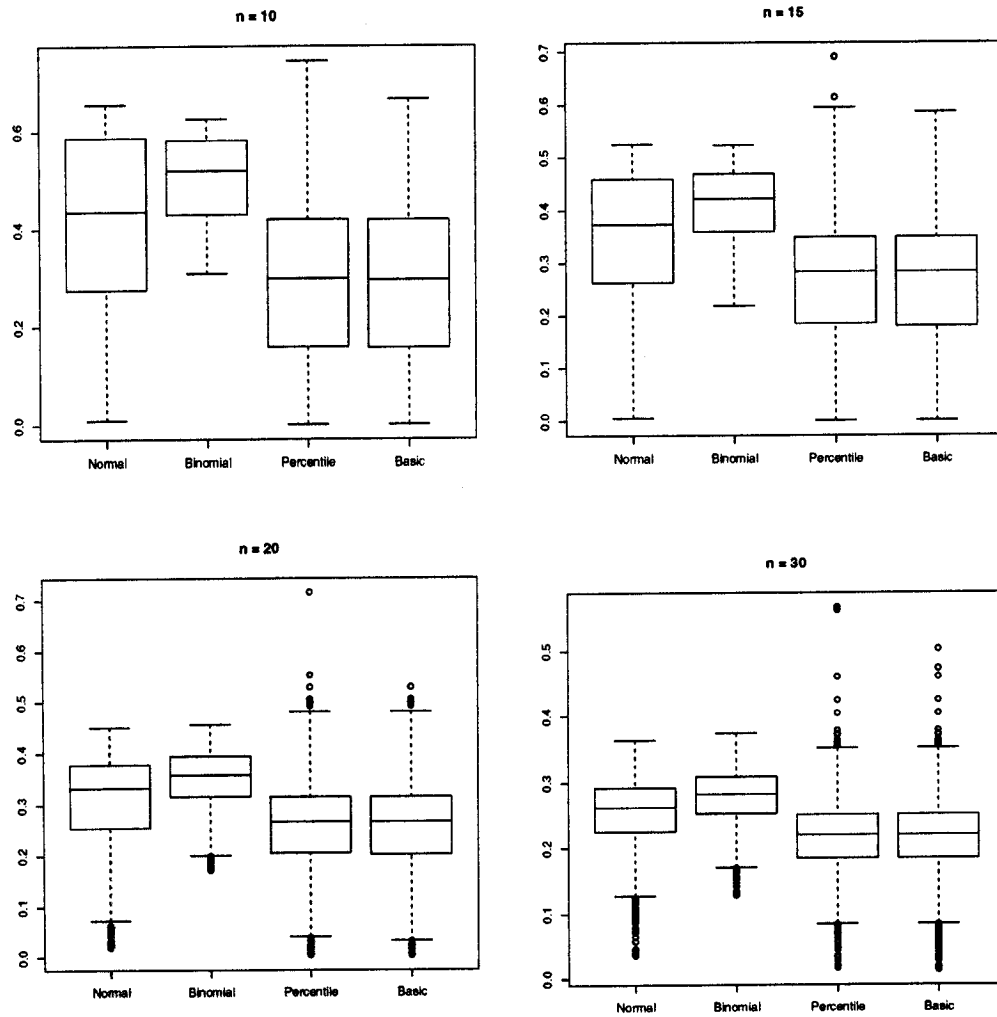 n = 10
0.6
0.4
0.2
0.0
Normal
Binomial
Percentile
Basic
n = 15
0.7
0.6
0.5
0.4
0.3
0.2
0.1
0.0
Normal
Binomial
Percentile
Basic
n = 20
0.7
0.6
0.5
0.4
0.3
0.2
0.1
0.0
Normal
Binomial
Percentile
Basic
n = 30
0.5
0.4
0.3
0.2
0.1
0.0
Normal
Binomial
Percentile
Basic